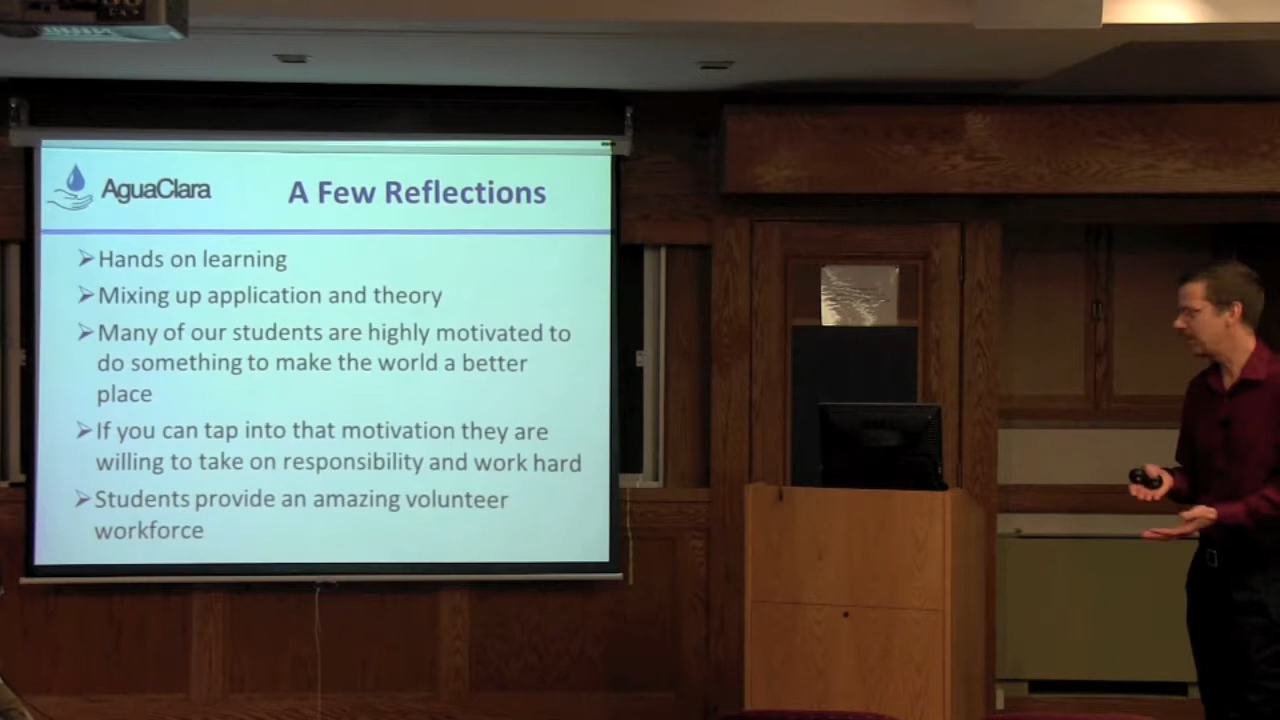 AguaClara
A Few Reflections
Hands on learning
Mixing up application and theory
Many of our students are highly motivated to
do something to make the world a better
place
If you can tap into that motivation they are
willing to take on responsibility and work hard
Students provide an amazing volunteer
workforce